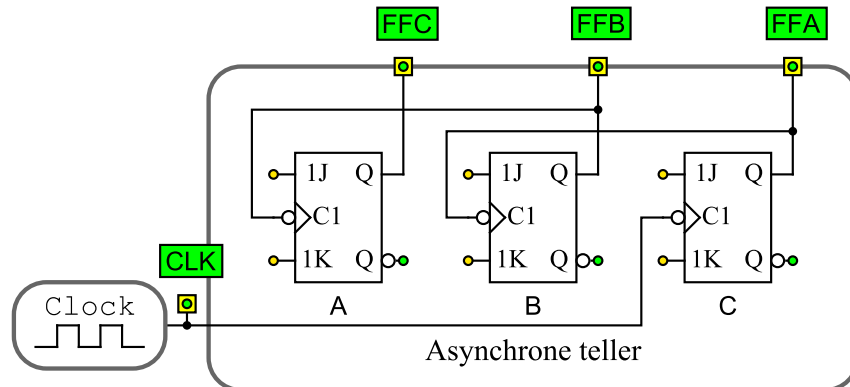 FFC FFB FFA
1J Q 1J Q 1J Q
C1 C1 C1
1K Q 1K Q 1K Q
CLK
A B C
Clock
Asynchrone teller